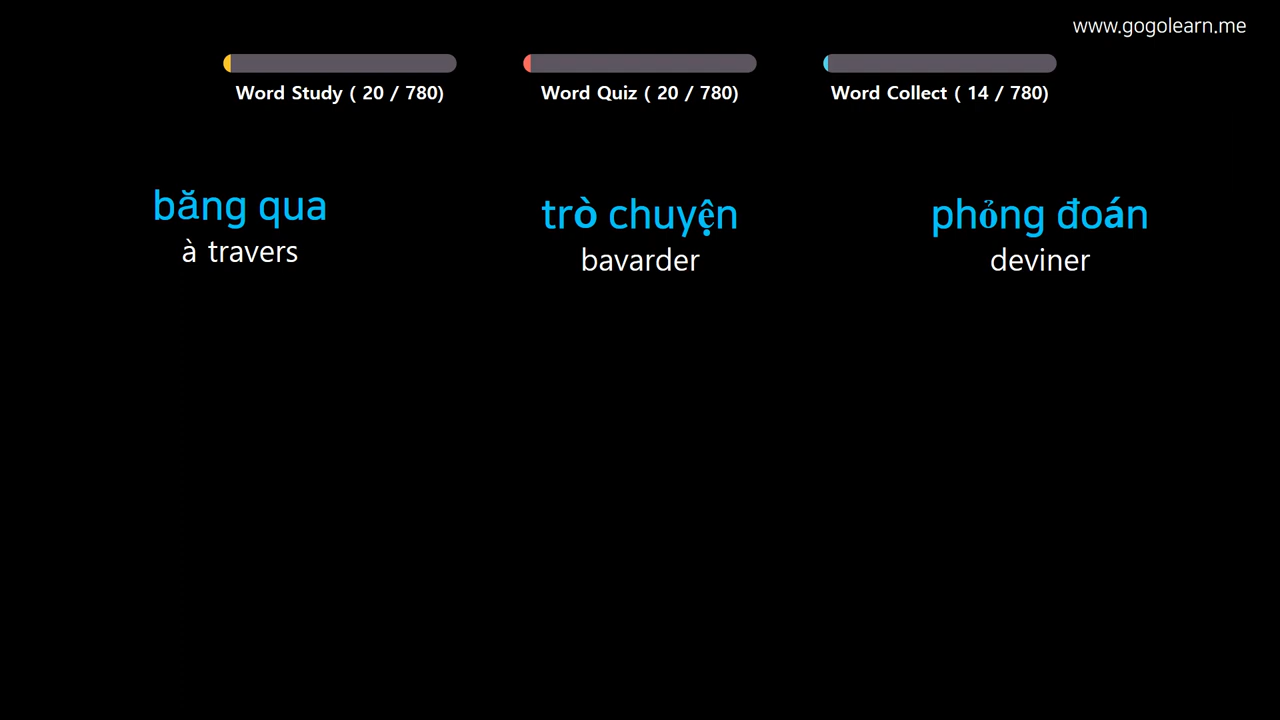 www.gogolearn.me
Word Study ( 20 / 780)
Word Quiz ( 20 / 780)
Word Collect ( 14 / 780)
băng qua
à travers
trò chuyện
bavarder
phỏng đoán
deviner